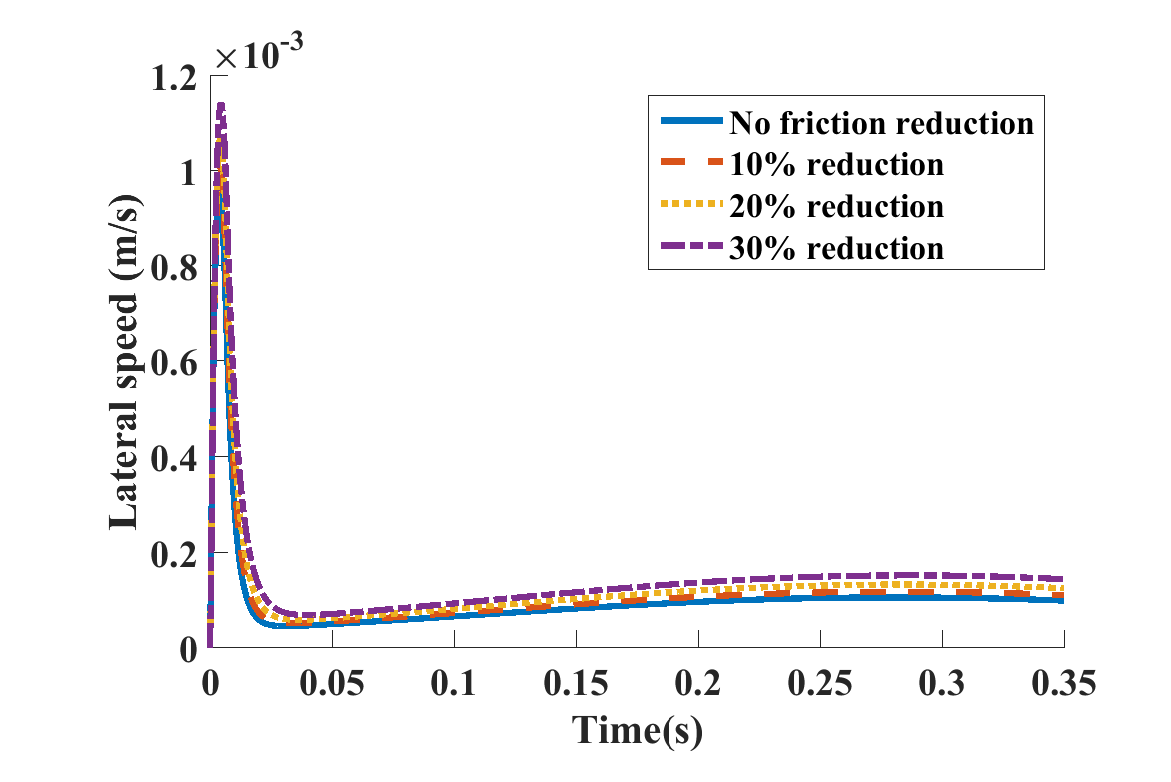 ×10-3
1.2
1
0.8
0.6
0.4
0.2
0
Lateral speed (m/s)
No friction reduction
10% reduction
20% reduction
30% reduction
0 0.05 0.1 0.15 0.2 0.25 0.3 0.35
Time(s)